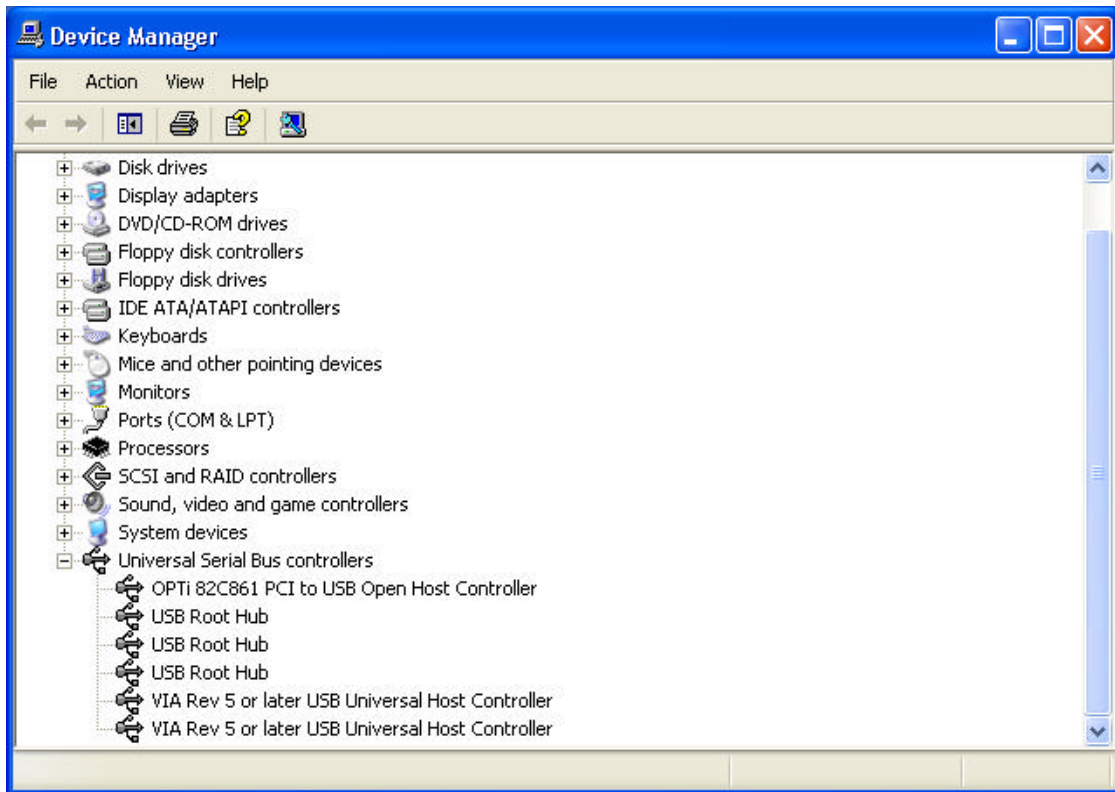 Device Manager
File Action View Help
Disk drives
Display adapters
DVD/CD-ROM drives
Floppy disk controllers
Floppy disk drives
IDE ATA/ATAPI controllers
Keyboards
Mice and other pointing devices
Monitors
Ports (COM & LPT)
Processors
SCSI and RAID controllers
Sound, video and game controllers
System devices
Universal Serial Bus controllers
OPTi 82C861 PCI to USB Open Host Controller
USB Root Hub
USB Root Hub
USB Root Hub
VIA Rev 5 or later USB Universal Host Controller
VIA Rev 5 or later USB Universal Host Controller